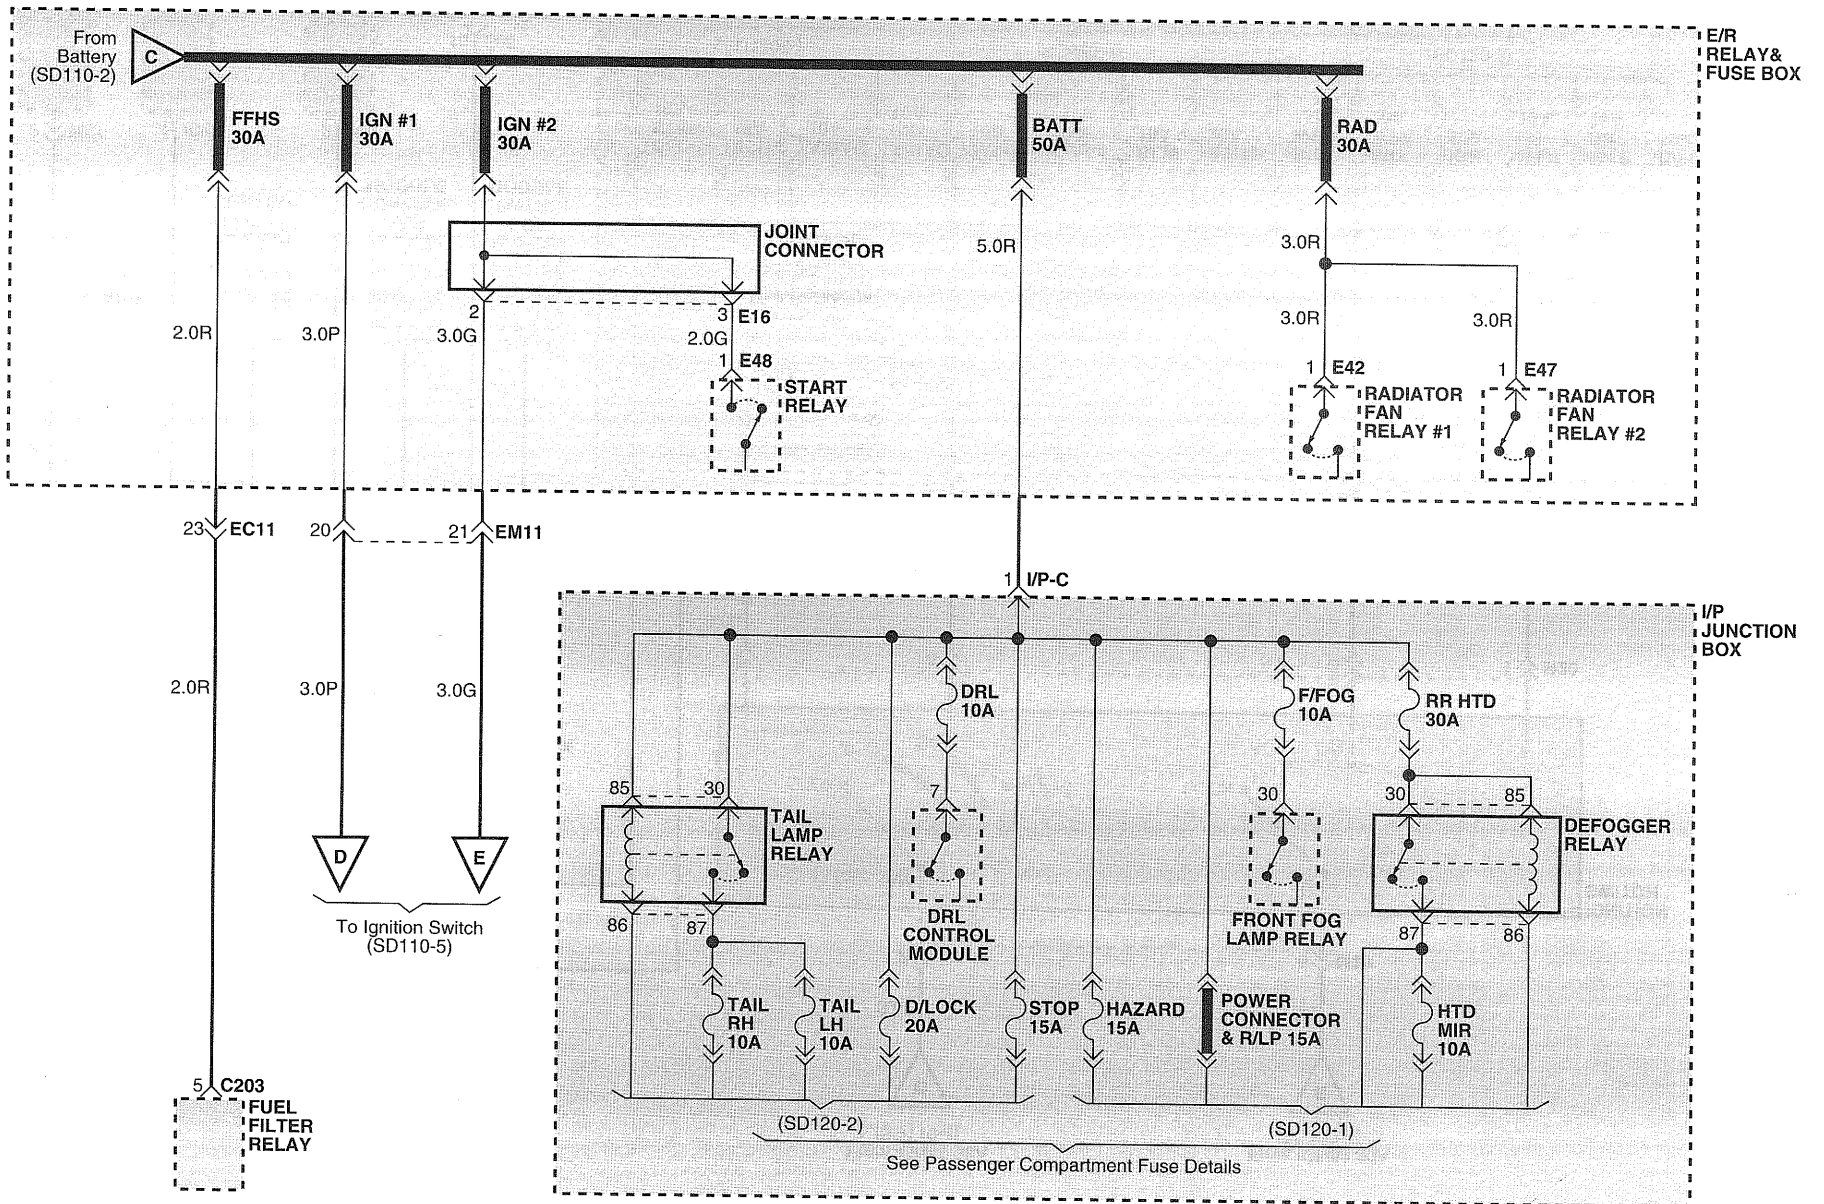 From
Battery
(SD110-2)
C
E/R
RELAY&
FUSE BOX
FFHS
30A
IGN #1
30A
IGN #2
30A
BATT
50A
RAD
30A
JOINT
CONNECTOR
5.0R
3.0R
2
3 E16
2.0R
3.0P
3.0G
2.0G
3.0R
3.0R
1 E48
START
RELAY
1 E42
RADIATOR
FAN
RELAY #1
1 E47
RADIATOR
FAN
RELAY #2
23 EC11
20
21 EM11
1 I/P-C
I/P
JUNCTION
BOX
2.0R
3.0P
3.0G
DRL
10A
F/FOG
10A
RR HTD
30A
85
30
7
30
30
85
TAIL
LAMP
RELAY
DEFOGGER
RELAY
D
E
To Ignition Switch
(SD110-5)
86
87
DRL
CONTROL
MODULE
FRONT FOG
LAMP RELAY
87
86
TAIL
RH
10A
TAIL
LH
10A
D/LOCK
20A
STOP
15A
HAZARD
15A
POWER
CONNECTOR
& R/LP 15A
HTD
MIR
10A
5 C203
FUEL
FILTER
RELAY
(SD120-2)
(SD120-1)
See Passenger Compartment Fuse Details